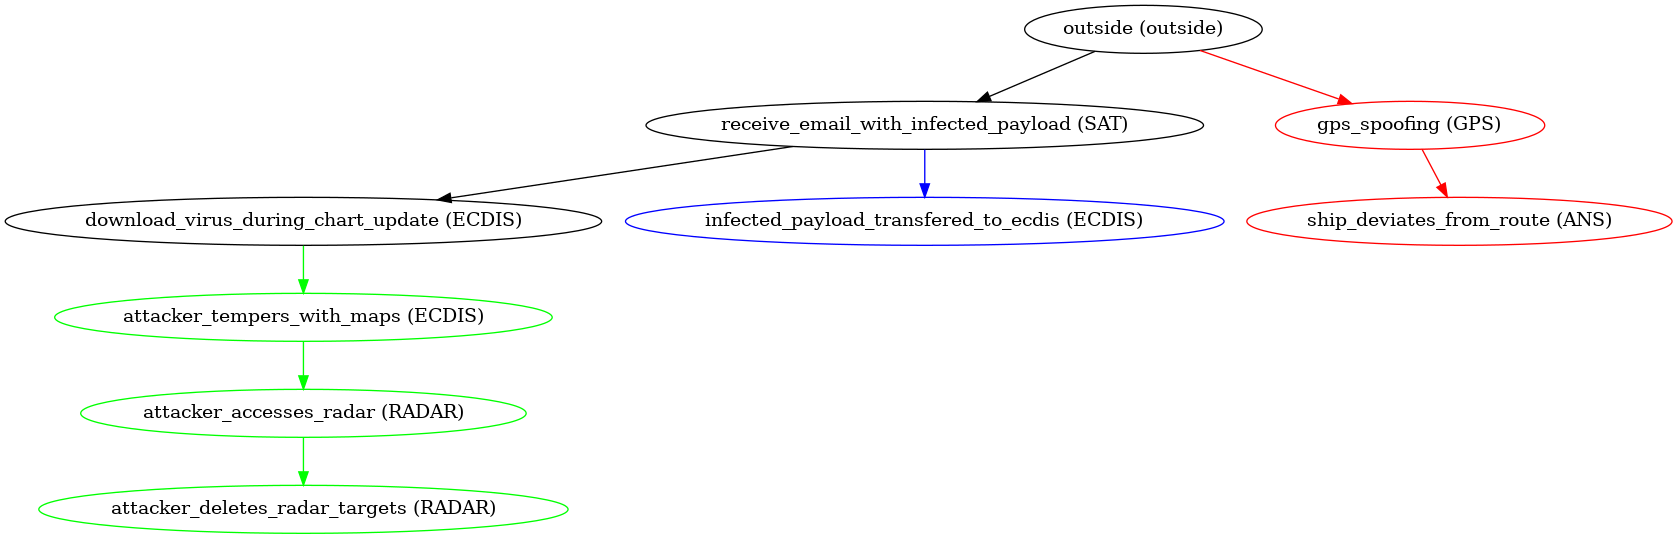 outside (outside)
receive_email_with_infected_payload (SAT)
gps_spoofing (GPS)
download_virus_during_chart_update (ECDIS)
infected_payload_transfered_to_ecdis (ECDIS)
ship_deviates_from_route (ANS)
attacker_tempers_with_maps (ECDIS)
attacker_accesses_radar (RADAR)
attacker_deletes_radar_targets (RADAR)